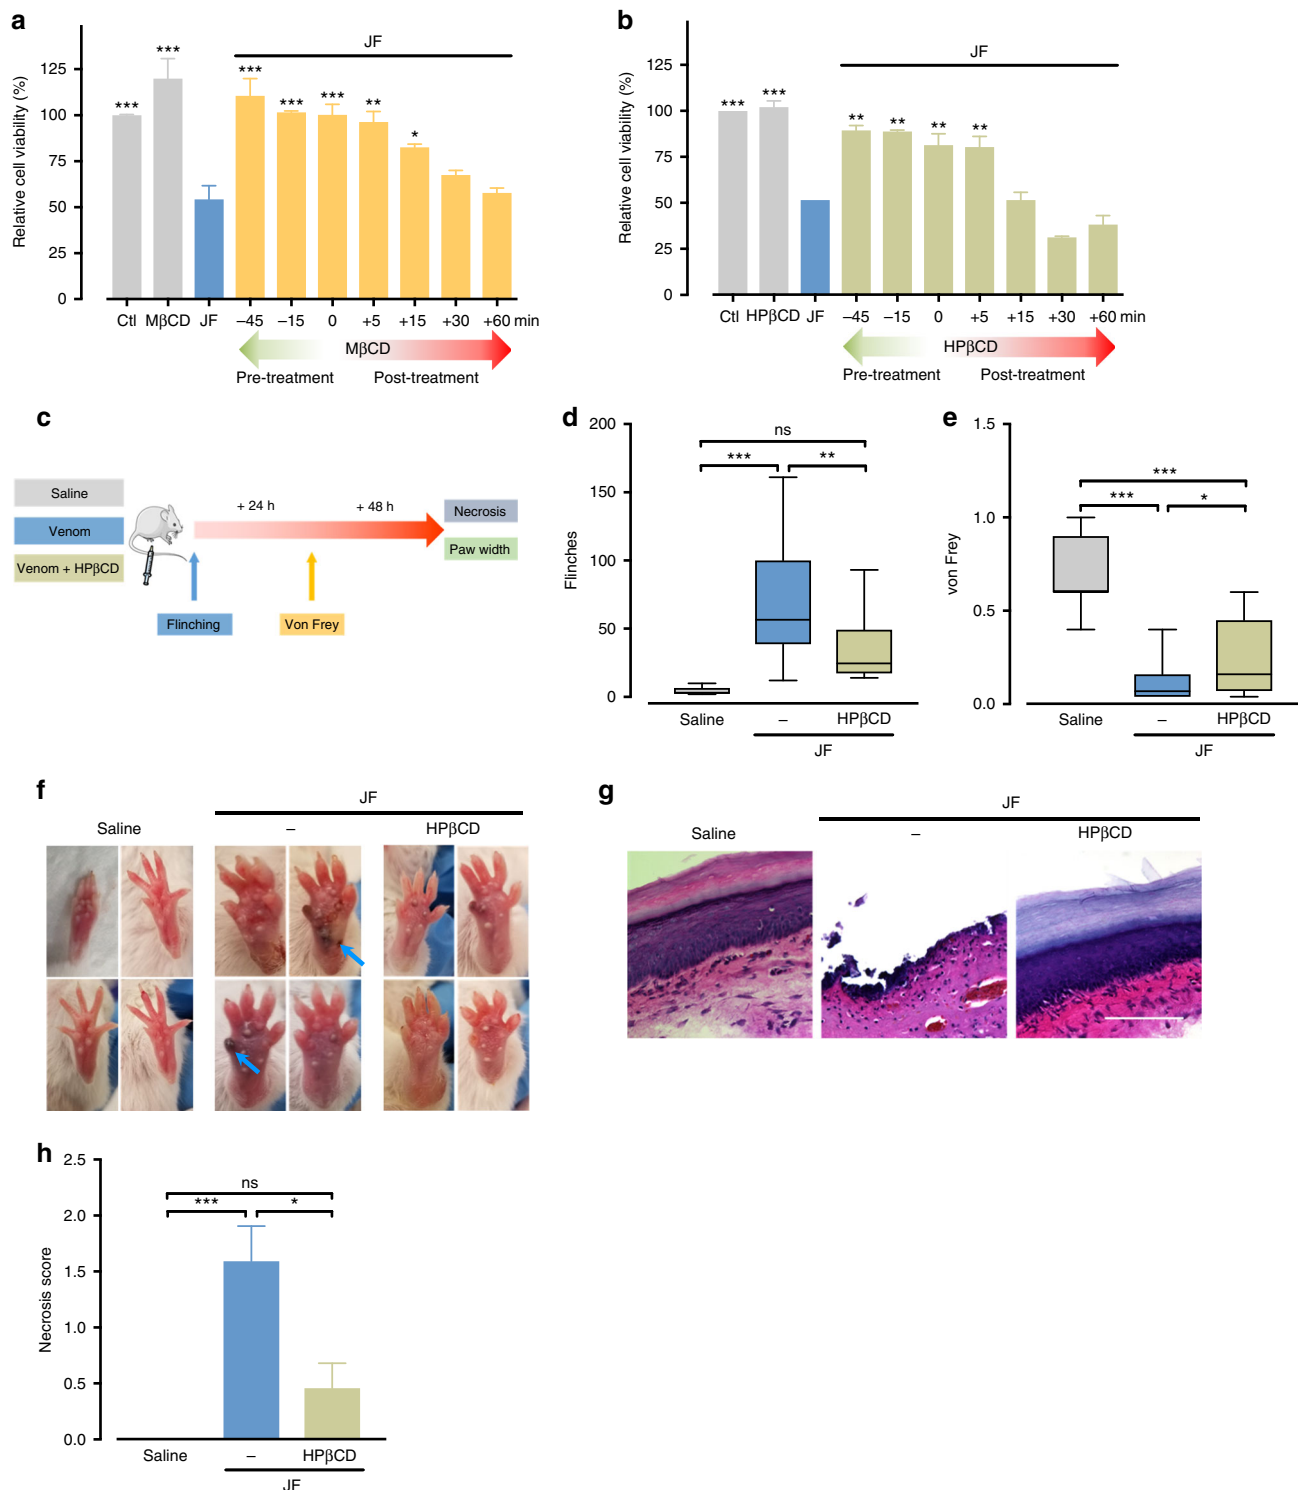 a
Relative cell viability (%)
125
100
75
50
25
0
JF
***
***
***
***
***
**
*
Ctl
MβCD
JF
–45
–15
0
+5
+15
+30
+60 min
MβCD
Pre-treatment
Post-treatment
b
Relative cell viability (%)
125
100
75
50
25
0
JF
***
***
**
**
**
**
Ctl
HPβCD
JF
–45
–15
0
+5
+15
+30
+60 min
HPβCD
Pre-treatment
Post-treatment
c
Saline
Venom
Venom + HPβCD
+ 24 h
+ 48 h
Necrosis
Paw width
Flinching
Von Frey
d
Flinches
200
150
100
50
0
ns
***
**
Saline
–
HPβCD
JF
e
von Frey
1.5
1.0
0.5
0.0
***
***
*
Saline
–
HPβCD
JF
f
JF
Saline
–
HPβCD
g
JF
Saline
–
HPβCD
h
Necrosis score
2.5
2.0
1.5
1.0
0.5
0.0
ns
***
*
Saline
–
HPβCD
JF